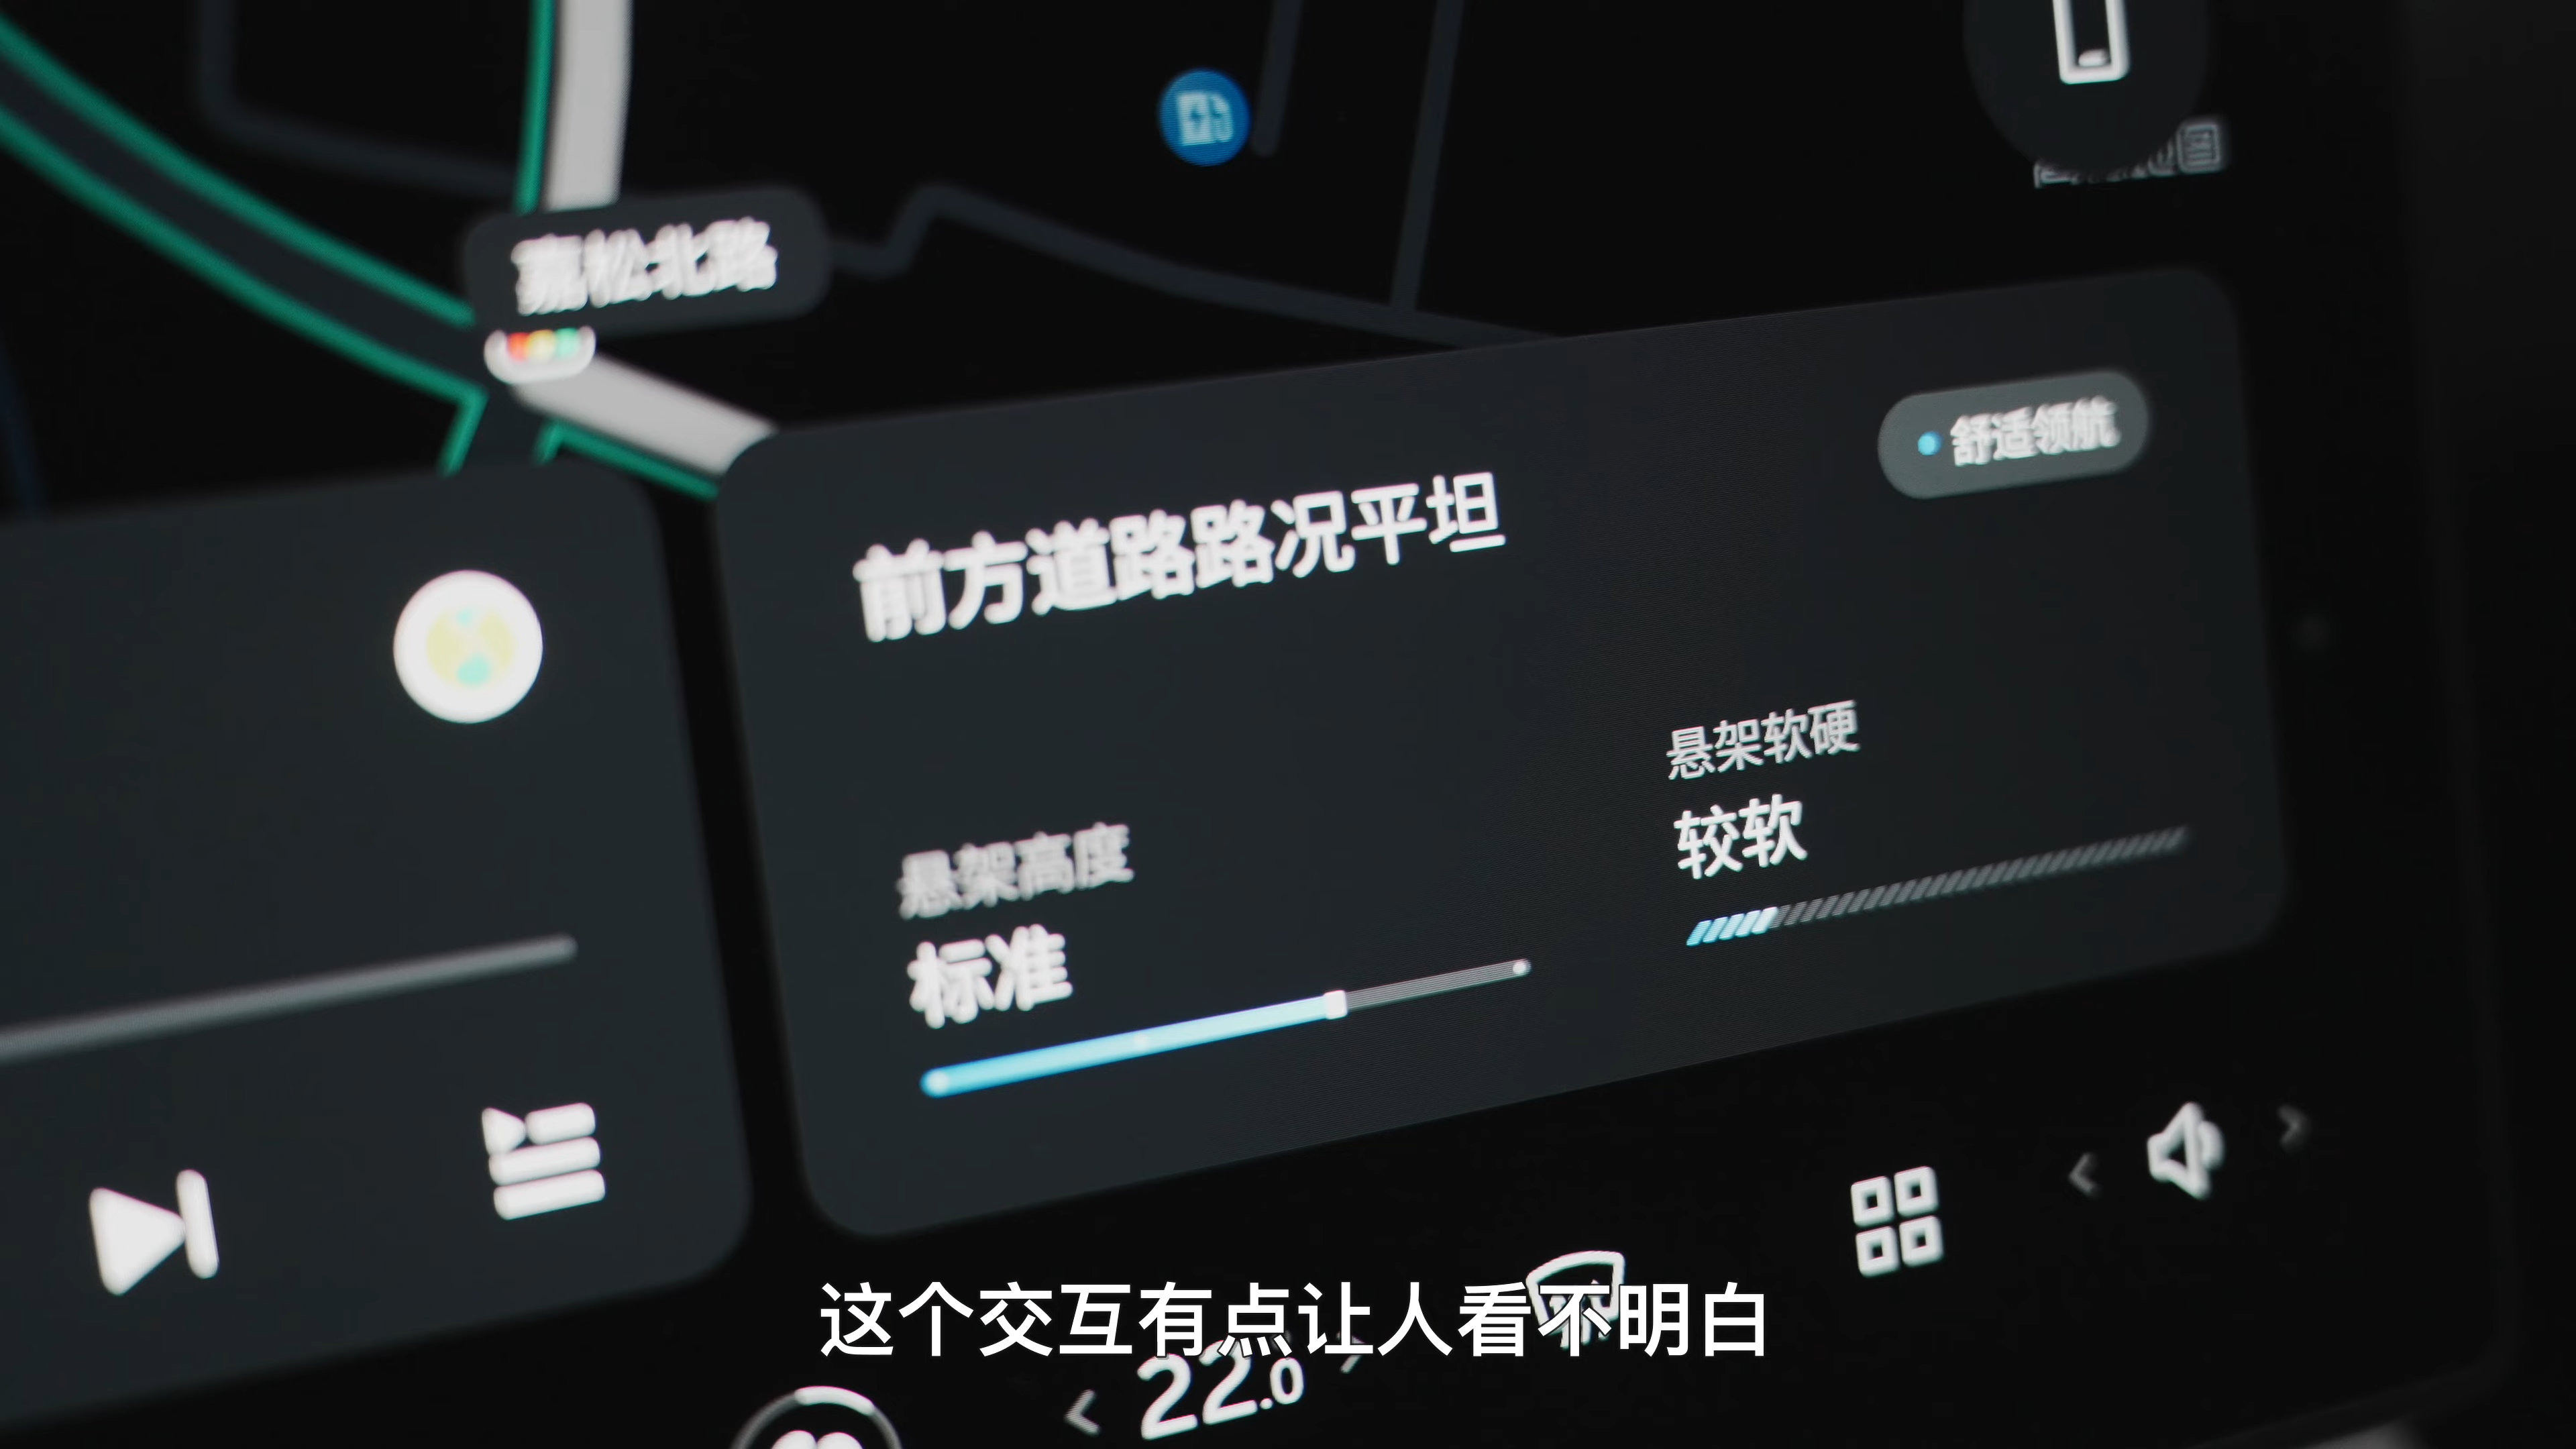 嘉松北路
舒适领航
前方道路路况平坦
悬架软硬
较软
悬架高度
标准
这个交互有点让人看不明白
22.0